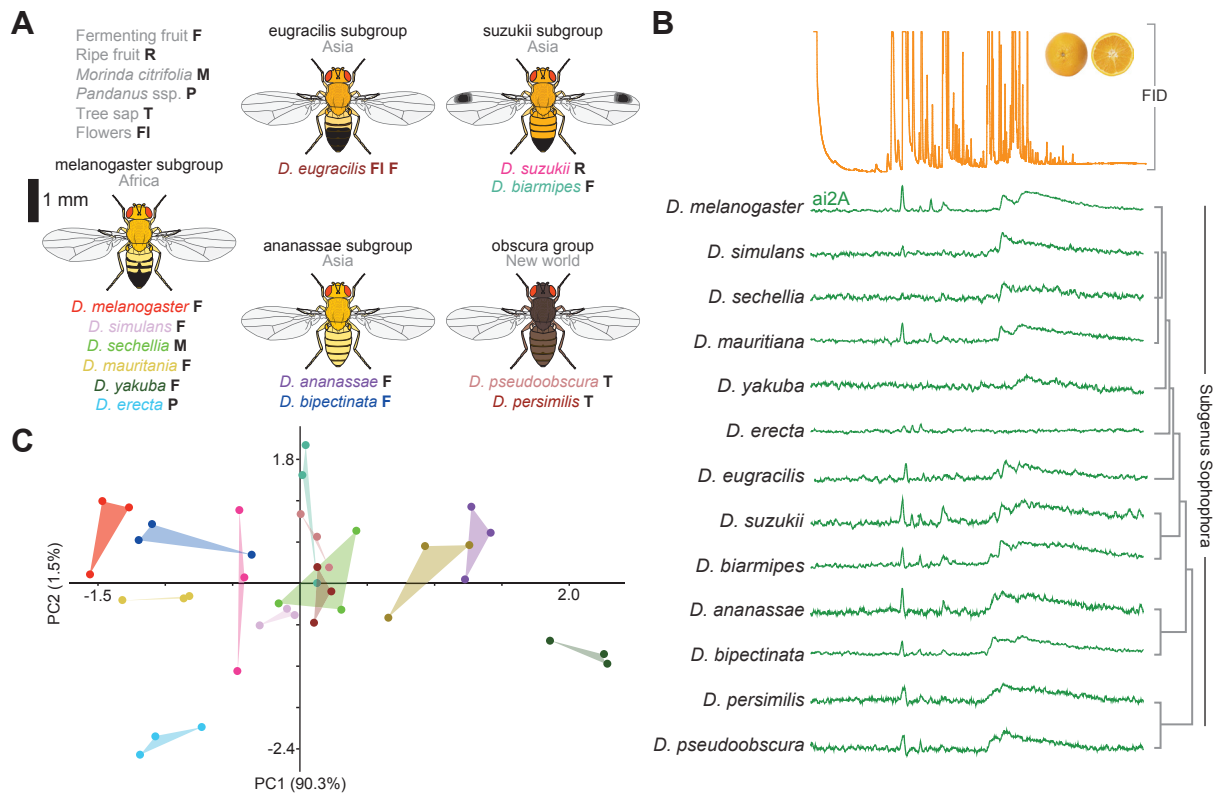 A
Fermenting fruit F
Ripe fruit R
Morinda citrifolia M
Pandanus ssp. P
Tree sap T
Flowers Fl
melanogaster subgroup
Africa
1 mm
D. melanogaster F
D. simulans F
D. sechellia M
D. mauritania F
D. yakuba F
D. erecta P
eugracilis subgroup
Asia
D. eugracilis Fl F
suzukii subgroup
Asia
D. suzukii R
D. biarmipes F
ananassae subgroup
Asia
D. ananassae F
D. bipectinata F
obscura group
New world
D. pseudoobscura T
D. persimilis T
B
FID
ai2A
D. melanogaster
D. simulans
D. sechellia
D. mauritiana
D. yakuba
D. erecta
D. eugracilis
D. suzukii
D. biarmipes
D. ananassae
D. bipectinata
D. persimilis
D. pseudoobscura
Subgenus Sophophora
C
1.8
PC2 (1.5%)
-1.5
2.0
-2.4
PC1 (90.3%)